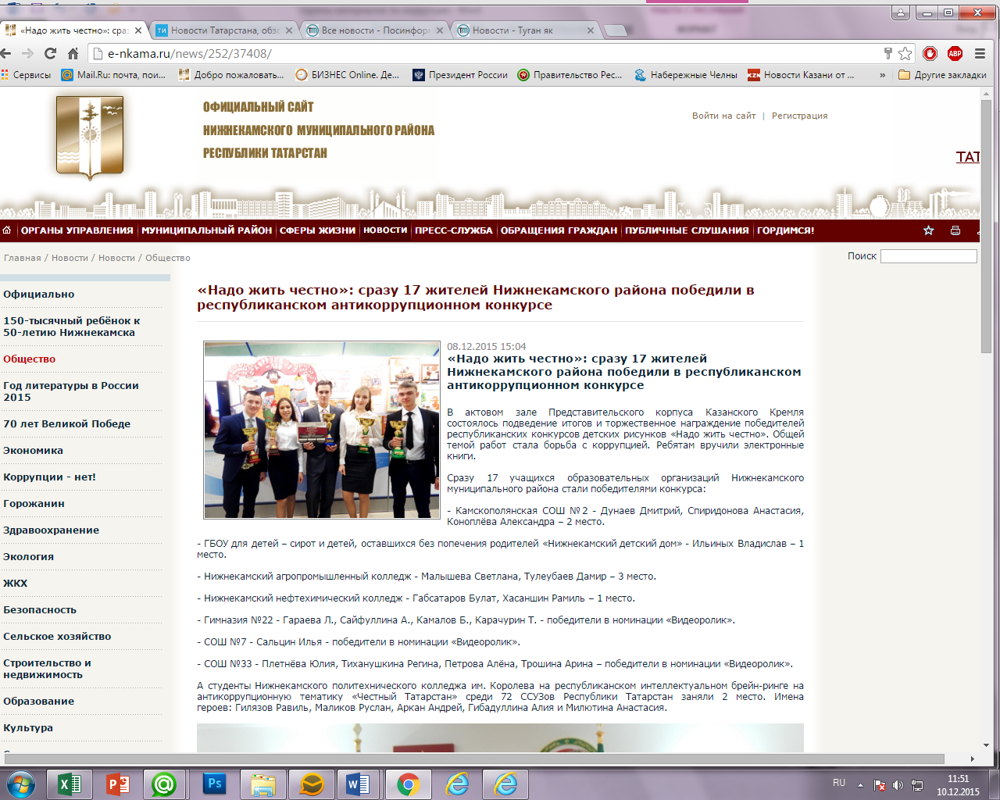 «Надо жить честно»: сраз
Новости Татарстана, обзо
Все новости - Посинформ
Новости - Туган як
e-nkama.ru/news/252/37408/
ABP
Сервисы
Mail.Ru: почта, пои...
Добро пожаловать...
БИЗНЕС Online. Де...
Президент России
Правительство Рес...
Набережные Челны
KZN
Новости Казани от ...
»
Другие закладки
ОФИЦИАЛЬНЫЙ САЙТ
НИЖНЕКАМСКОГО МУНИЦИПАЛЬНОГО РАЙОНА
РЕСПУБЛИКИ ТАТАРСТАН
Войти на сайт | Регистрация
ТАТ
ОРГАНЫ УПРАВЛЕНИЯ
МУНИЦИПАЛЬНЫЙ РАЙОН
СФЕРЫ ЖИЗНИ
НОВОСТИ
ПРЕСС-СЛУЖБА
ОБРАЩЕНИЯ ГРАЖДАН
ПУБЛИЧНЫЕ СЛУШАНИЯ
ГОРДИМСЯ!
Главная / Новости / Новости / Общество
Поиск
Официально
150-тысячный ребёнок к
50-летию Нижнекамска
Общество
Год литературы в России
2015
70 лет Великой Победе
Экономика
Коррупции - нет!
Горожанин
Здравоохранение
Экология
ЖКХ
Безопасность
Сельское хозяйство
Строительство и
недвижимость
Образование
Культура
«Надо жить честно»: сразу 17 жителей Нижнекамского района победили в
республиканском антикоррупционном конкурсе
08.12.2015 15:04
«Надо жить честно»: сразу 17 жителей
Нижнекамского района победили в республиканском
антикоррупционном конкурсе
В актовом зале Представительского корпуса Казанского Кремля
состоялось подведение итогов и торжественное награждение победителей
республиканских конкурсов детских рисунков «Надо жить честно». Общей
темой работ стала борьба с коррупцией. Ребятам вручили электронные
книги.
Сразу 17 учащихся образовательных организаций Нижнекамского
муниципального района стали победителями конкурса:
- Камскополянская СОШ №2 - Дунаев Дмитрий, Спиридонова Анастасия,
Коноплёва Александра – 2 место.
- ГБОУ для детей – сирот и детей, оставшихся без попечения родителей «Нижнекамский детский дом» - Ильиных Владислав – 1
место.
- Нижнекамский агропромышленный колледж - Малышева Светлана, Тулеубаев Дамир – 3 место.
- Нижнекамский нефтехимический колледж - Габсатаров Булат, Хасаншин Рамиль – 1 место.
- Гимназия №22 - Гараева Л., Сайфуллина А., Камалов Б., Карачурин Т. - победители в номинации «Видеоролик».
- СОШ №7 - Сальцин Илья - победители в номинации «Видеоролик».
- СОШ №33 - Плетнёва Юлия, Тиханушкина Регина, Петрова Алёна, Трошина Арина – победители в номинации «Видеоролик».
А студенты Нижнекамского политехнического колледжа им. Королева на республиканском интеллектуальном брейн-ринге на
антикоррупционную тематику «Честный Татарстан» среди 72 ССУЗов Республики Татарстан заняли 2 место. Имена
героев: Гилязов Равиль, Маликов Руслан, Аркан Андрей, Гибадуллина Алия и Милютина Анастасия.
RU
11:51
10.12.2015